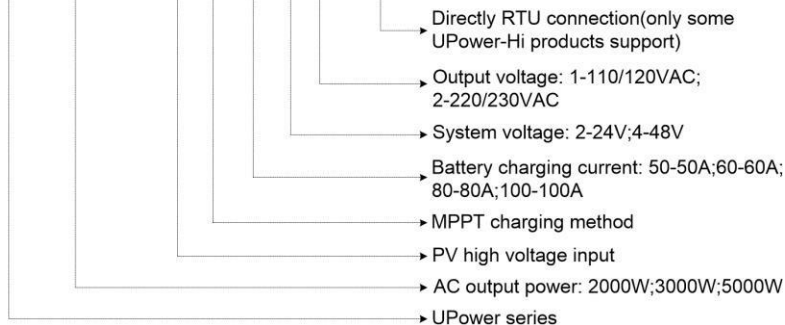 Directly RTU connection(only some
UPower-Hi products support)
Output voltage: 1-110/120VAC;
2-220/230VAC
System voltage: 2-24V;4-48V
Battery charging current: 50-50A;60-60A;
80-80A;100-100A
MPPT charging method
PV high voltage input
AC output power: 2000W;3000W;5000W
UPower series